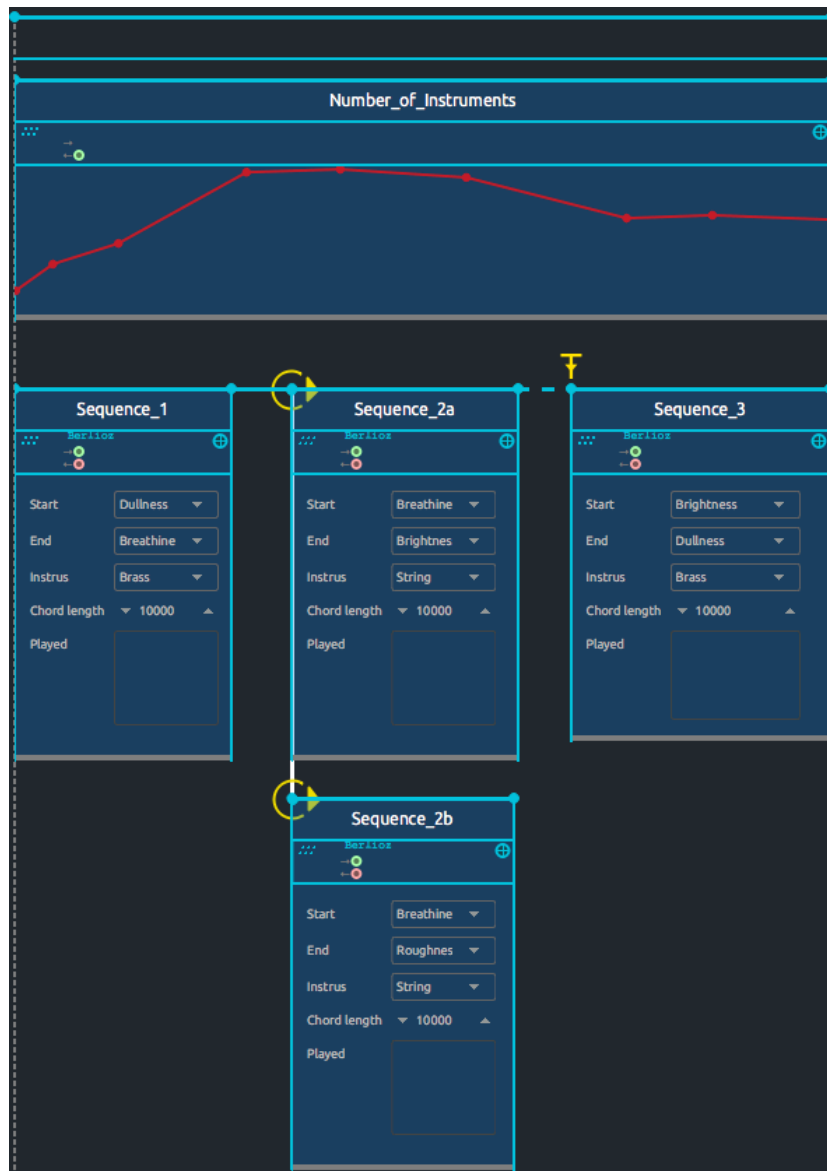 Number_of_Instruments
Sequence_1
Berlioz
Start Dullness
End Breathine
Instrus Brass
Chord length 10000
Played
Sequence_2a
Berlioz
Start Breathine
End Brightnes
Instrus String
Chord length 10000
Played
Sequence_3
Berlioz
Start Brightness
End Dullness
Instrus Brass
Chord length 10000
Played
Sequence_2b
Berlioz
Start Breathine
End Roughnes
Instrus String
Chord length 10000
Played